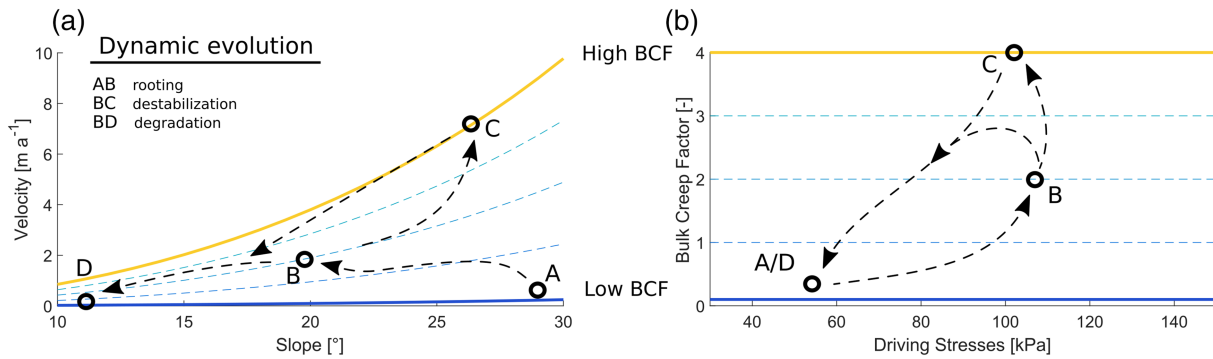 (a)
Dynamic evolution
AB rooting
BC destabilization
BD degradation
10
8
6
4
2
0
Velocity [m a⁻¹]
10 15 20 25 30
Slope [°]
A
B
C
D
High BCF
Low BCF
(b)
4
3
2
1
0
Bulk Creep Factor [-]
40 60 80 100 120 140
Driving Stresses [kPa]
C
B
A/D